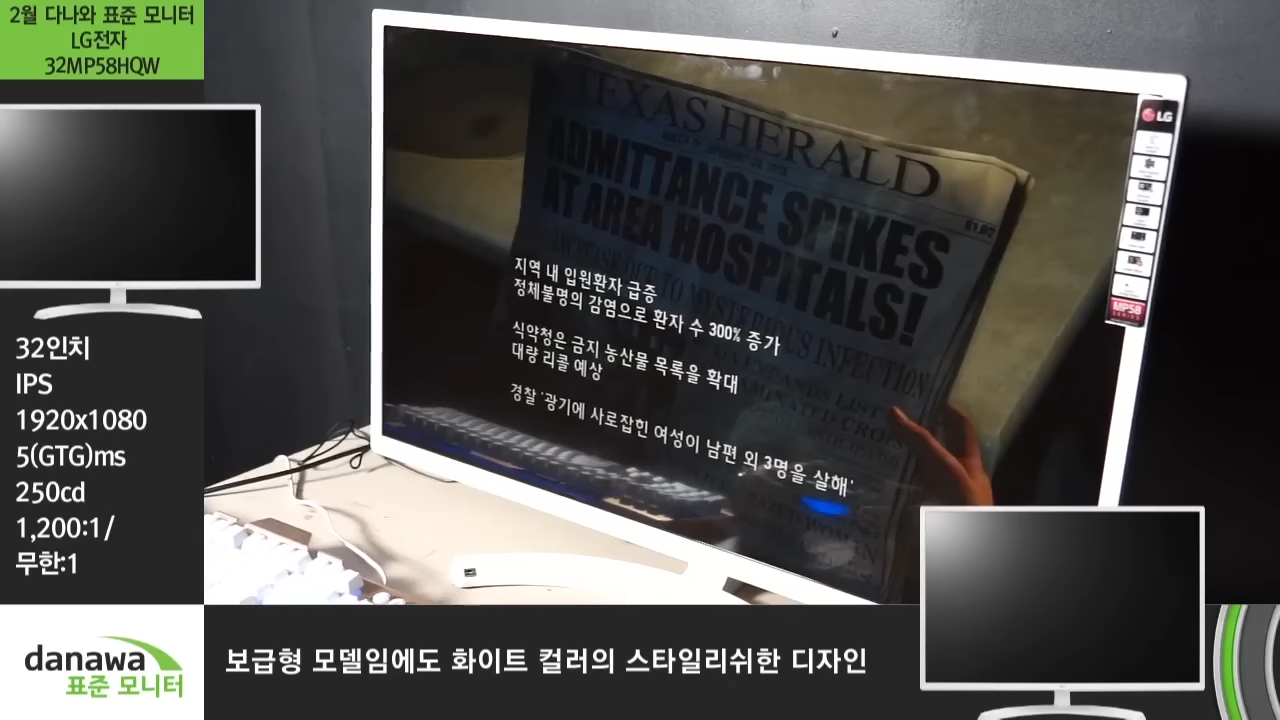 2월 다나와 표준 모니터
LG전자
32MP58HQW
32인치
IPS
1920x1080
5(GTG)ms
250cd
1,200:1/
무한:1
TEXAS HERALD
$1.92
ADMITTANCE SPIKES
AT AREA HOSPITALS!
TO MYSTERIOUS INFECTION
지역 내 입원환자 급증
정체불명의 감염으로 환자 수 300% 증가
식약청은 금지 농산물 목록을 확대
대량 리콜 예상
경찰 '광기에 사로잡힌 여성이 남편 외 3명을 살해'
LG
MP58
danawa
표준 모니터
보급형 모델임에도 화이트 컬러의 스타일리쉬한 디자인